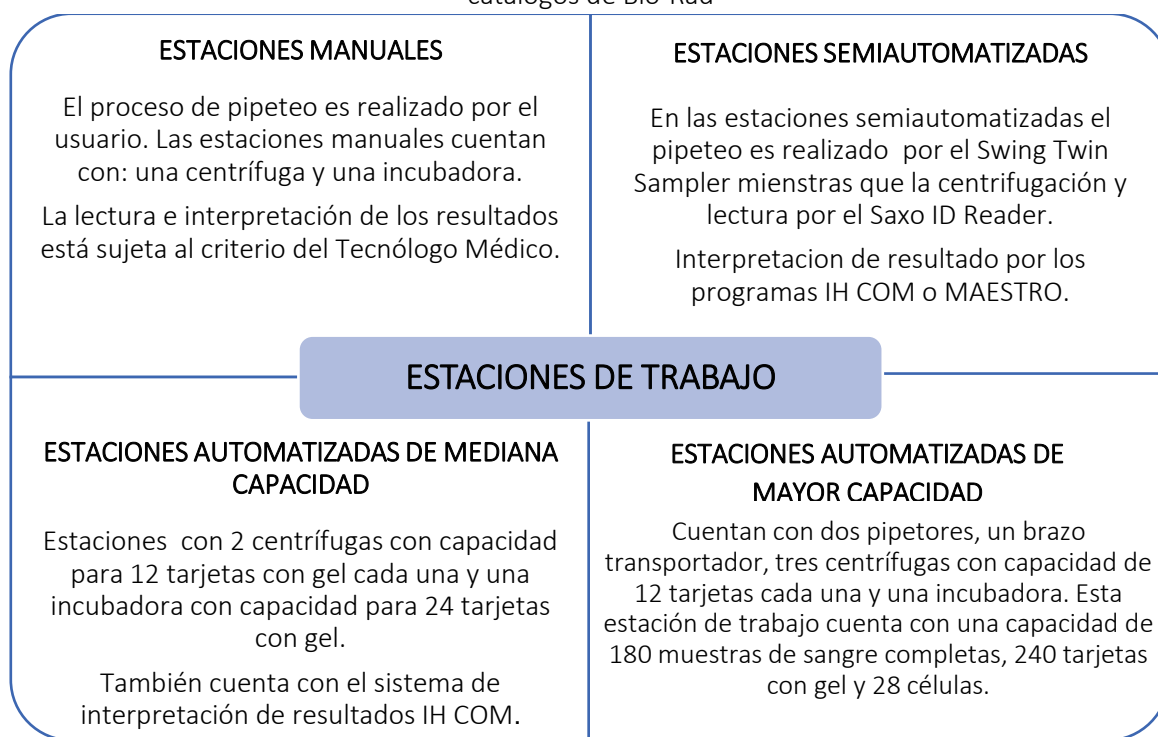 catálogos de Bio-Rad
ESTACIONES MANUALES
El proceso de pipeteo es realizado por el
usuario. Las estaciones manuales cuentan
con: una centrífuga y una incubadora.
La lectura e interpretación de los resultados
está sujeta al criterio del Tecnólogo Médico.
ESTACIONES SEMIAUTOMATIZADAS
En las estaciones semiautomatizadas el
pipeteo es realizado por el Swing Twin
Sampler mienstras que la centrifugación y
lectura por el Saxo ID Reader.
Interpretacion de resultado por los
programas IH COM o MAESTRO.
ESTACIONES DE TRABAJO
ESTACIONES AUTOMATIZADAS DE MEDIANA
CAPACIDAD
Estaciones con 2 centrífugas con capacidad
para 12 tarjetas con gel cada una y una
incubadora con capacidad para 24 tarjetas
con gel.
También cuenta con el sistema de
interpretación de resultados IH COM.
ESTACIONES AUTOMATIZADAS DE
MAYOR CAPACIDAD
Cuentan con dos pipetores, un brazo
transportador, tres centrífugas con capacidad de
12 tarjetas cada una y una incubadora. Esta
estación de trabajo cuenta con una capacidad de
180 muestras de sangre completas, 240 tarjetas
con gel y 28 células.